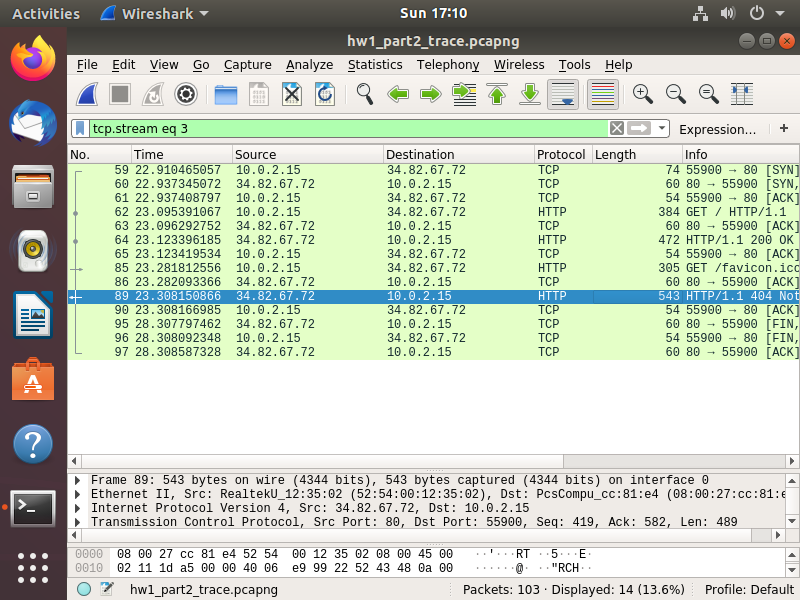 Activities Wireshark Sun 17:10
hw1_part2_trace.pcapng
File Edit View Go Capture Analyze Statistics Telephony Wireless Tools Help
tcp.stream eq 3 Expression… +
No. Time Source Destination Protocol Length Info
59 22.910465057 10.0.2.15 34.82.67.72 TCP 74 55900 → 80 [SYN]
60 22.937345072 34.82.67.72 10.0.2.15 TCP 60 80 → 55900 [SYN,
61 22.937408797 10.0.2.15 34.82.67.72 TCP 54 55900 → 80 [ACK]
62 23.095391067 10.0.2.15 34.82.67.72 HTTP 384 GET / HTTP/1.1
63 23.096292752 34.82.67.72 10.0.2.15 TCP 60 80 → 55900 [ACK]
64 23.123396185 34.82.67.72 10.0.2.15 HTTP 472 HTTP/1.1 200 OK
65 23.123419534 10.0.2.15 34.82.67.72 TCP 54 55900 → 80 [ACK]
85 23.281812556 10.0.2.15 34.82.67.72 HTTP 305 GET /favicon.ico
86 23.282093366 34.82.67.72 10.0.2.15 TCP 60 80 → 55900 [ACK]
89 23.308150866 34.82.67.72 10.0.2.15 HTTP 543 HTTP/1.1 404 Not
90 23.308166985 10.0.2.15 34.82.67.72 TCP 54 55900 → 80 [ACK]
95 28.307797462 34.82.67.72 10.0.2.15 TCP 60 80 → 55900 [FIN,
96 28.308092348 10.0.2.15 34.82.67.72 TCP 54 55900 → 80 [FIN,
97 28.308587328 34.82.67.72 10.0.2.15 TCP 60 80 → 55900 [ACK]
Frame 89: 543 bytes on wire (4344 bits), 543 bytes captured (4344 bits) on interface 0
Ethernet II, Src: RealtekU_12:35:02 (52:54:00:12:35:02), Dst: PcsCompu_cc:81:e4 (08:00:27:cc:81:e
Internet Protocol Version 4, Src: 34.82.67.72, Dst: 10.0.2.15
Transmission Control Protocol, Src Port: 80, Dst Port: 55900, Seq: 419, Ack: 582, Len: 489
0000 08 00 27 cc 81 e4 52 54 00 12 35 02 08 00 45 00 ··'···RT ··5···E·
0010 02 11 1d a5 00 00 40 06 e9 99 22 52 43 48 0a 00 ······@· ··"RCH··
hw1_part2_trace.pcapng Packets: 103 · Displayed: 14 (13.6%) Profile: Default